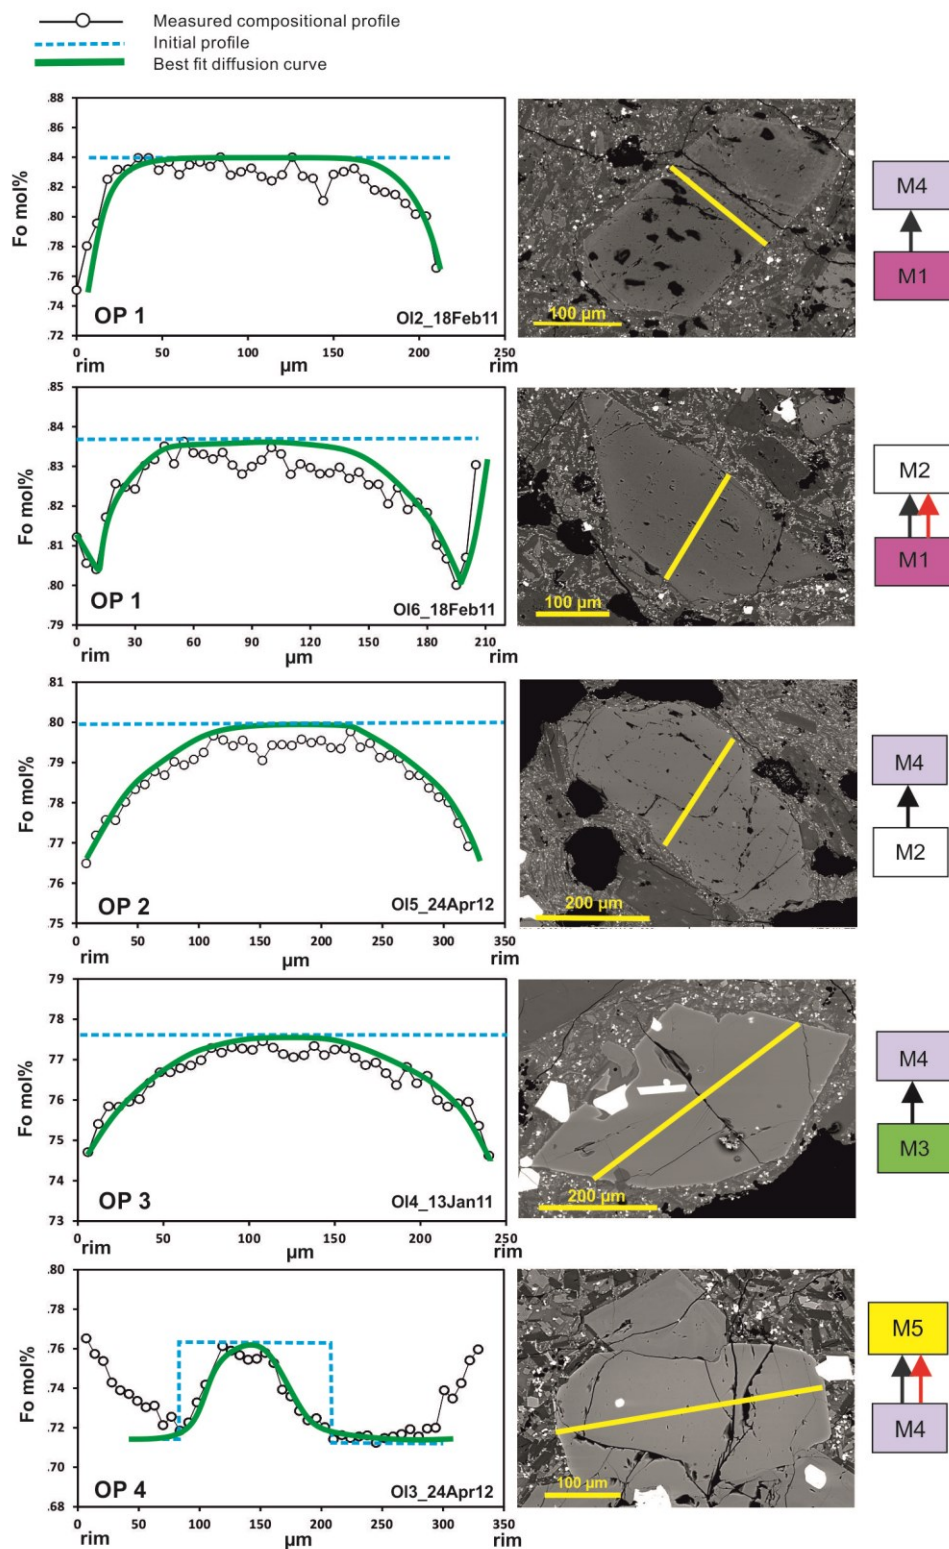 Measured compositional profile
Initial profile
Best fit diffusion curve
.88
.86
.84
.82
.80
.78
.76
.74
.72
Fo mol%
OP 1
Ol2_18Feb11
0 50 100 150 200 250
rim µm rim
100 µm
M4
M1
.85
.84
.83
.82
.81
.80
.79
Fo mol%
OP 1
Ol6_18Feb11
0 30 60 90 120 150 180 210
rim µm rim
100 µm
M2
M1
.81
.80
79
78
77
76
75
Fo mol%
OP 2
Ol5_24Apr12
0 50 100 150 200 250 300 350
rim µm rim
200 µm
M4
M2
79
78
77
76
75
74
73
Fo mol%
OP 3
Ol4_13Jan11
0 50 100 150 200 250
rim µm rim
200 µm
M4
M3
.80
.76
.74
.72
.68
Fo mol%
OP 4
Ol3_24Apr12
0 50 100 150 200 250 300 350
rim µm rim
100 µm
M5
M4